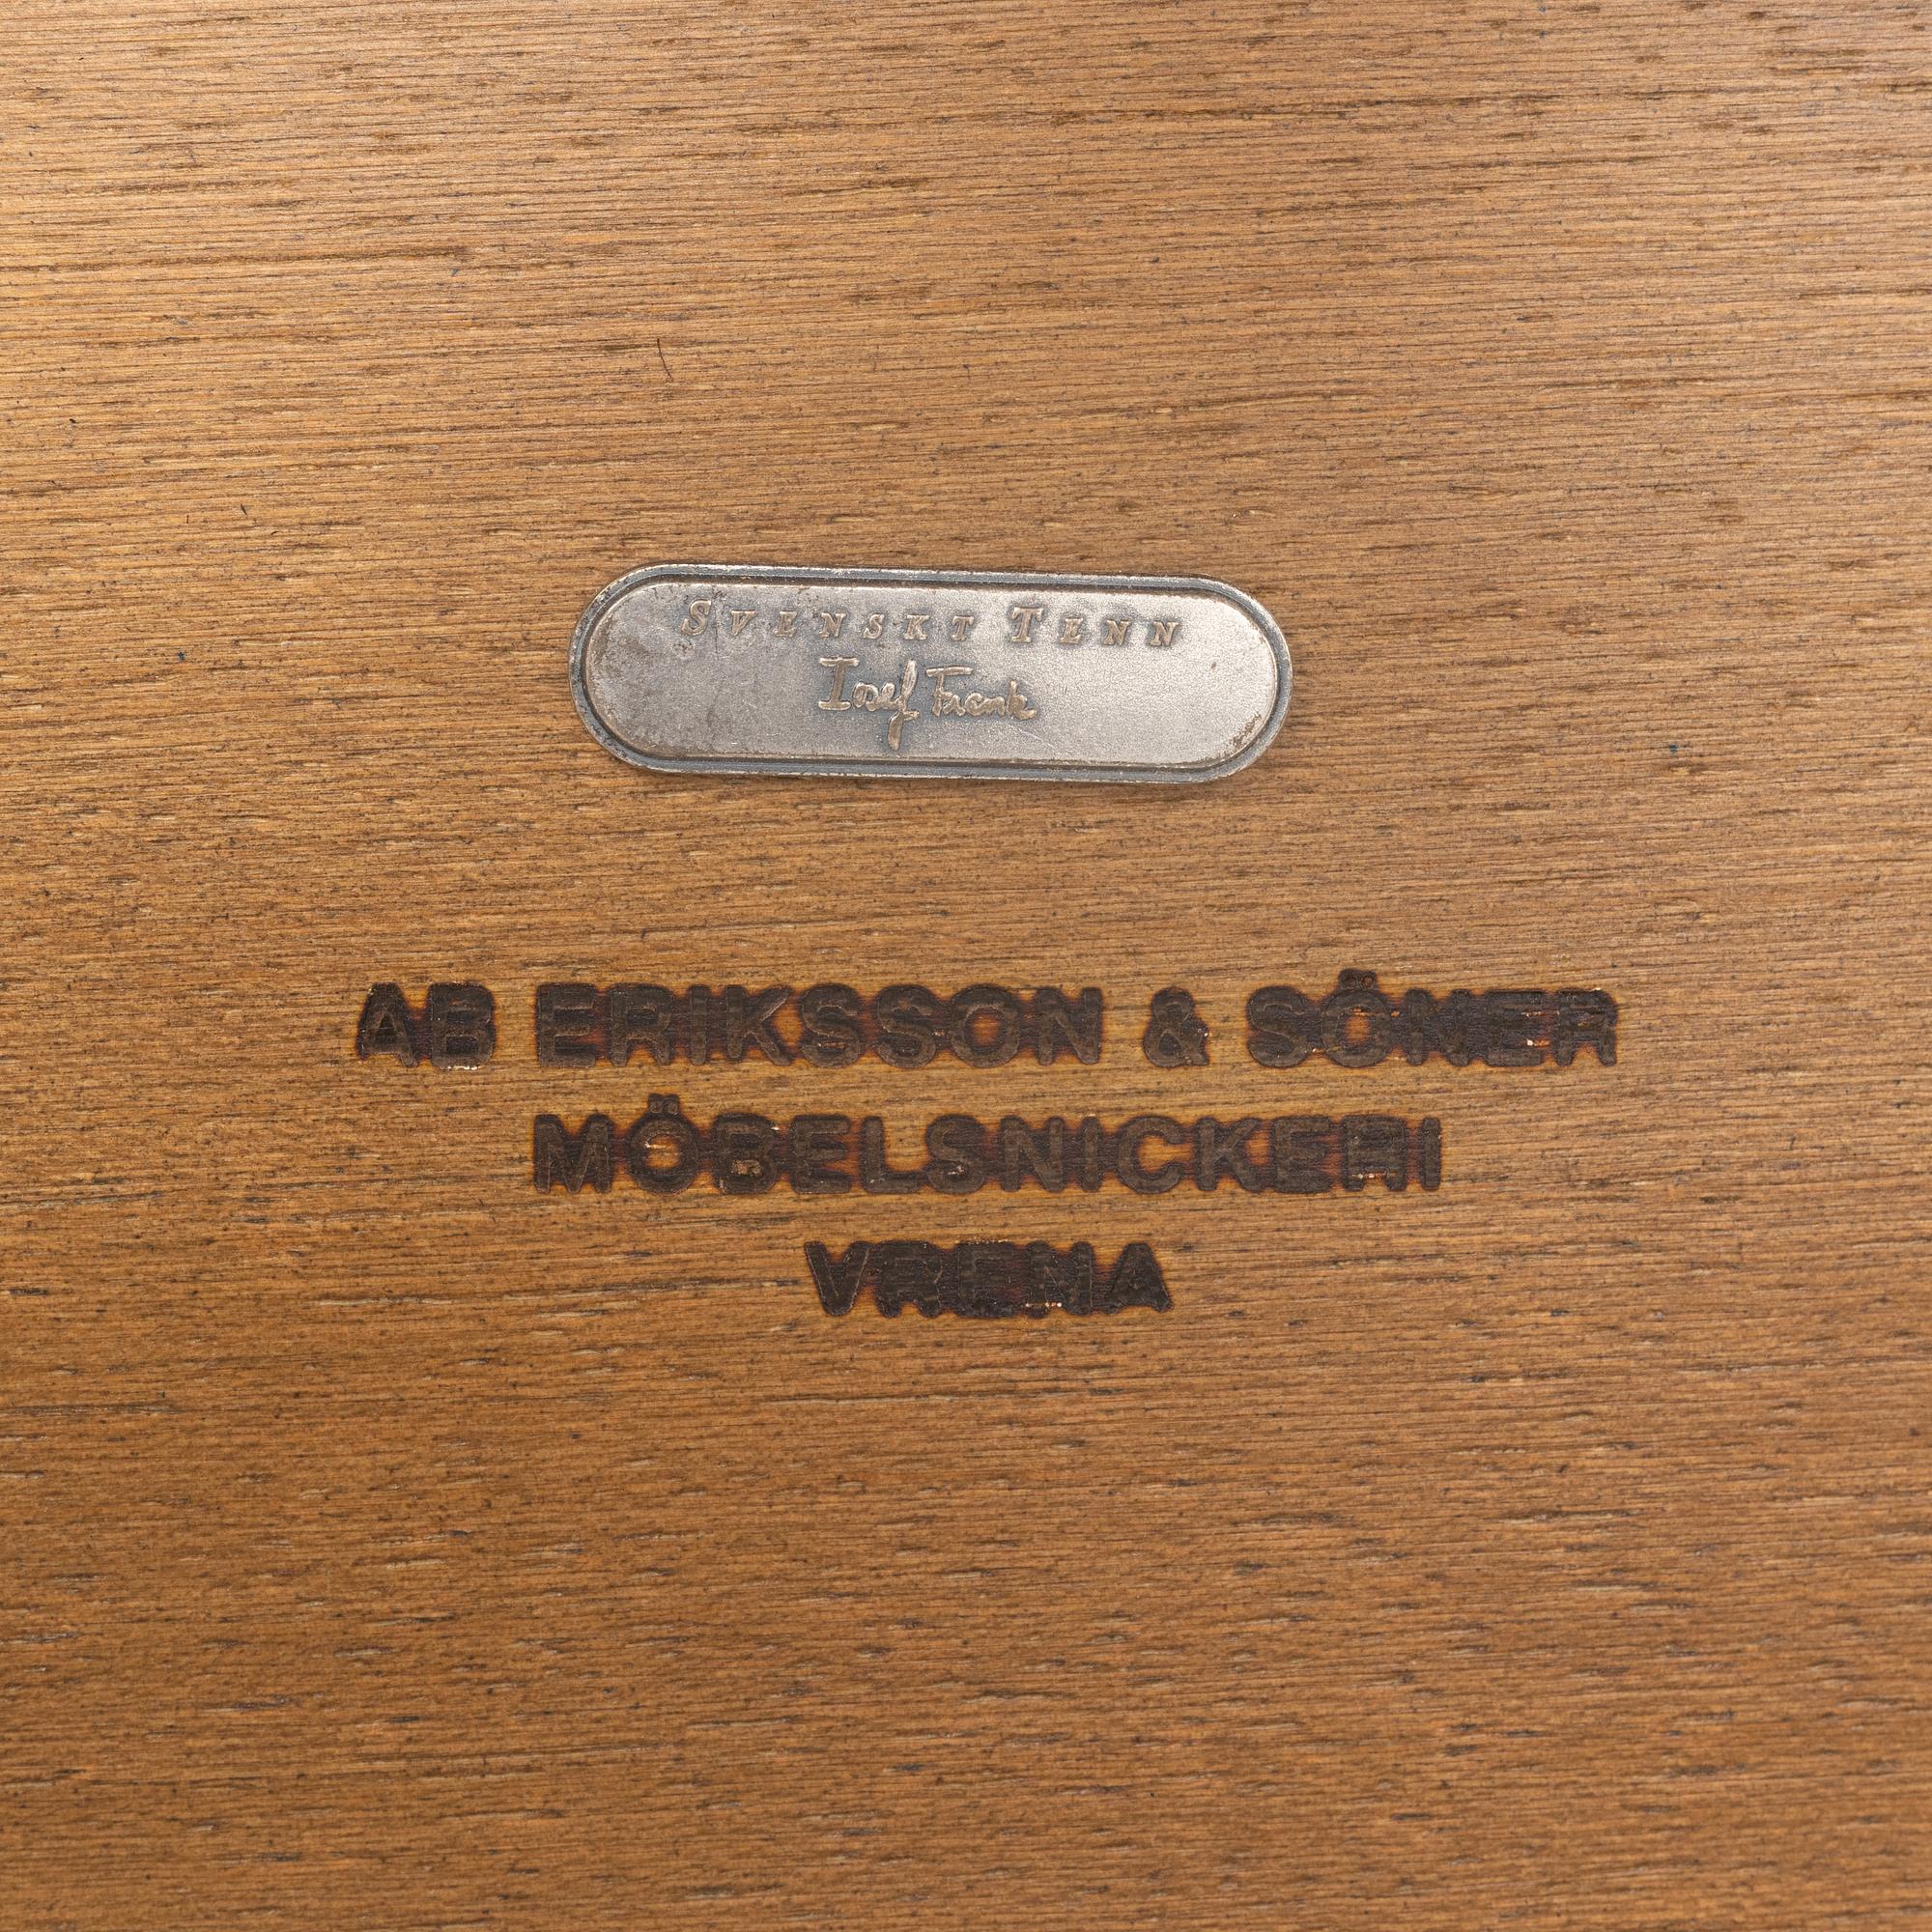 SVENSKT TENN
Josef Frank
AB ERIKSSON & SÖNER
MÖBELSNICKERI
VRENA